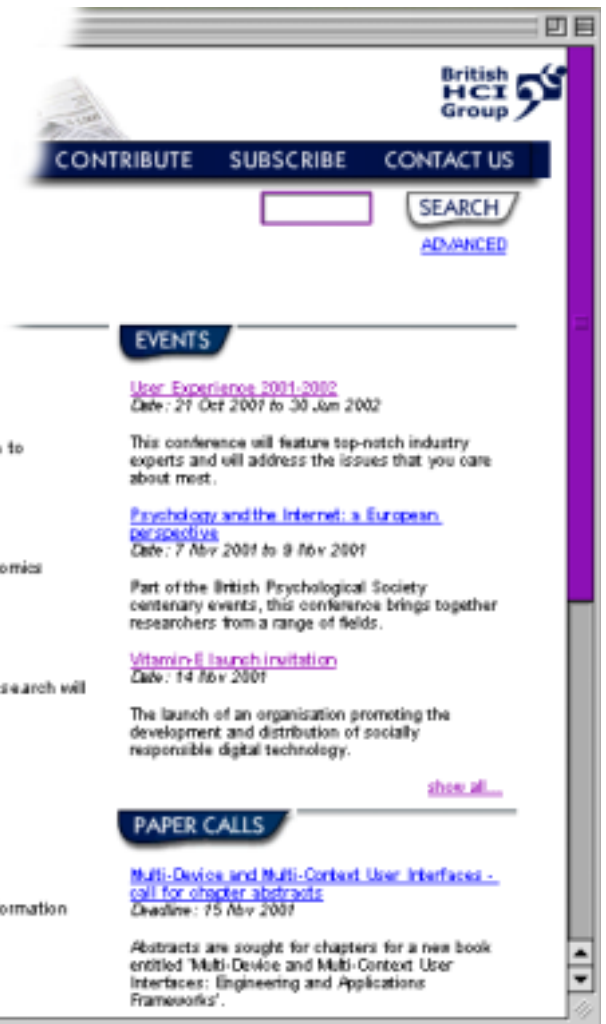 British
HCI
Group
CONTRIBUTE SUBSCRIBE CONTACT US
SEARCH
ADVANCED
EVENTS
User Experience 2001-2002
Date: 21 Oct 2001 to 30 Jun 2002
to
This conference will feature top-notch industry
experts and will address the issues that you care
about most.
Psychology and the Internet: a European
perspective
Date: 7 Nov 2001 to 9 Nov 2001
omics
Part of the British Psychological Society
centenary events, this conference brings together
researchers from a range of fields.
Vitamin-E launch invitation
Date: 14 Nov 2001
search will
The launch of an organisation promoting the
development and distribution of socially
responsible digital technology.
show all...
PAPER CALLS
Multi-Device and Multi-Context User Interfaces -
call for chapter abstracts
Deadline: 15 Nov 2001
ormation
Abstracts are sought for chapters for a new book
entitled 'Multi-Device and Multi-Context User
Interfaces: Engineering and Applications
Frameworks'.